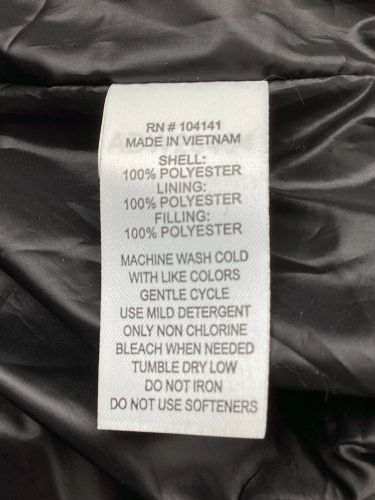 RN # 104141
MADE IN VIETNAM
SHELL:
100% POLYESTER
LINING:
100% POLYESTER
FILLING:
100% POLYESTER
MACHINE WASH COLD
WITH LIKE COLORS
GENTLE CYCLE
USE MILD DETERGENT
ONLY NON CHLORINE
BLEACH WHEN NEEDED
TUMBLE DRY LOW
DO NOT IRON
DO NOT USE SOFTENERS